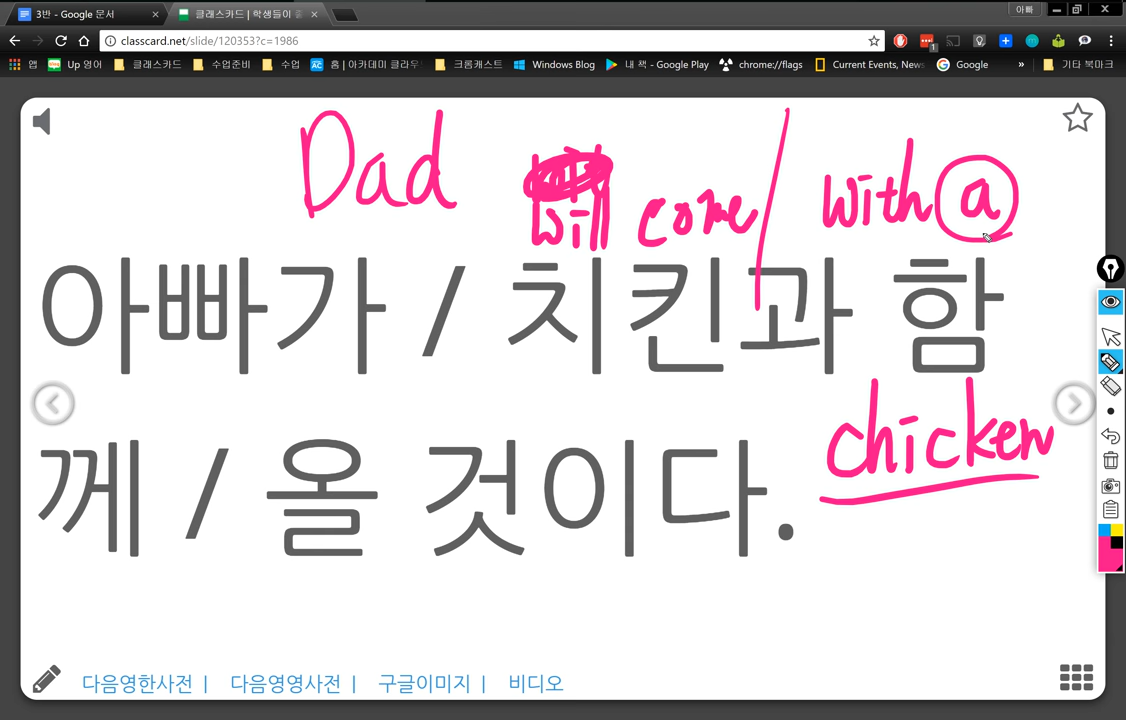 3반 - Google 문서
클래스카드 | 학생들이 좋
아빠
classcard.net/slide/120353?c=1986
1
앱 Up 영어 클래스카드 수업준비 수업 홈 | 아카데미 클라우 크롬캐스트 Windows Blog 내 책 - Google Play chrome://flags Current Events, News Google » 기타 북마크
Dad will come / with a
아빠가 / 치킨과 함
chicken
께 / 올 것이다.
다음영한사전 | 다음영영사전 | 구글이미지 | 비디오